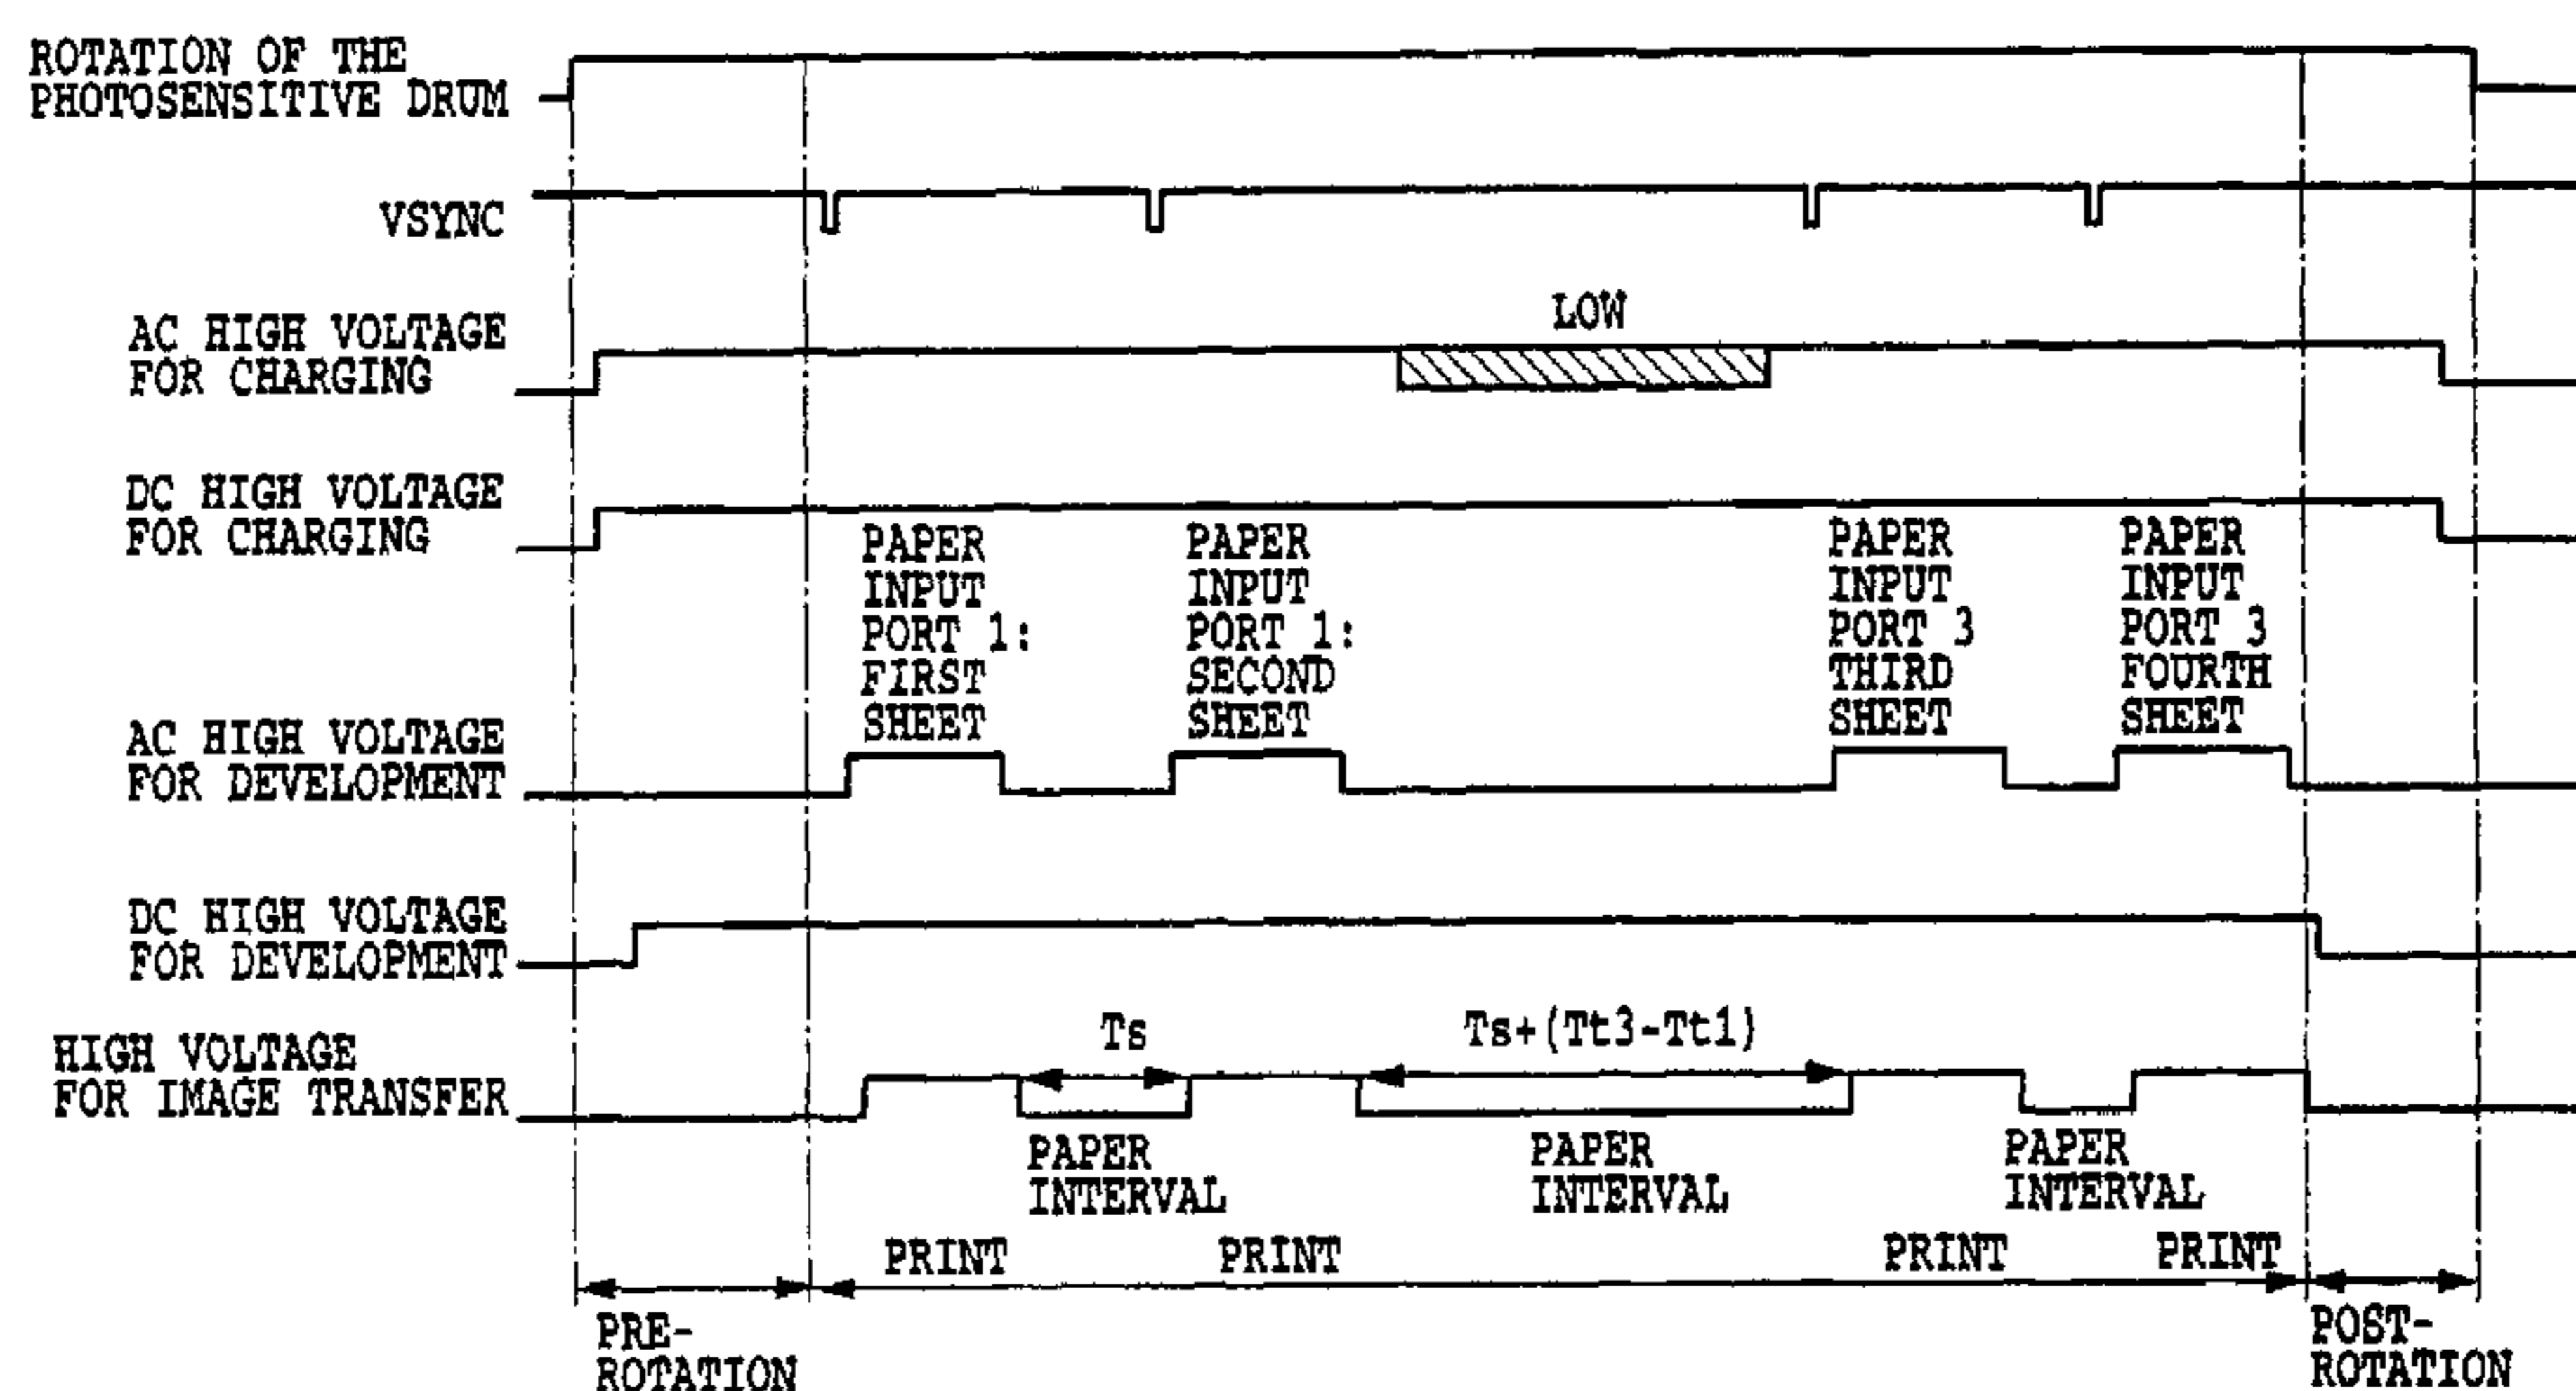 ROTATION OF THE
PHOTOSENSITIVE DRUM
VSYNC
LOW
AC HIGH VOLTAGE
FOR CHARGING
DC HIGH VOLTAGE
FOR CHARGING
PAPER
INPUT
PORT 1:
FIRST
SHEET
PAPER
INPUT
PORT 1:
SECOND
SHEET
PAPER
INPUT
PORT 3
THIRD
SHEET
PAPER
INPUT
PORT 3
FOURTH
SHEET
AC HIGH VOLTAGE
FOR DEVELOPMENT
DC HIGH VOLTAGE
FOR DEVELOPMENT
Ts
Ts+(Tt3-Tt1)
HIGH VOLTAGE
FOR IMAGE TRANSFER
PAPER
INTERVAL
PAPER
INTERVAL
PAPER
INTERVAL
PRINT
PRINT
PRINT
PRINT
PRE-
ROTATION
POST-
ROTATION